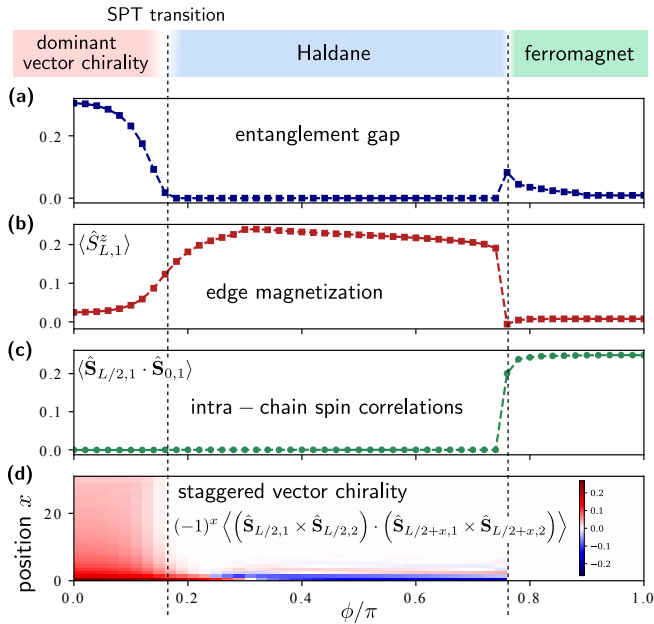 SPT transition
dominant
vector chirality
Haldane
ferromagnet
(a)
entanglement gap
0.2
0.0
(b)
⟨Ŝ^z_{L,1}⟩
edge magnetization
0.2
0.1
0.0
(c)
⟨Ŝ_{L/2,1} · Ŝ_{0,1}⟩
intra − chain spin correlations
0.2
0.0
(d)
staggered vector chirality
(−1)^x ⟨(Ŝ_{L/2,1} × Ŝ_{L/2,2}) · (Ŝ_{L/2+x,1} × Ŝ_{L/2+x,2})⟩
position x
20
0
0.2
0.1
0.0
−0.1
−0.2
0.0 0.2 0.4 0.6 0.8 1.0
ϕ/π